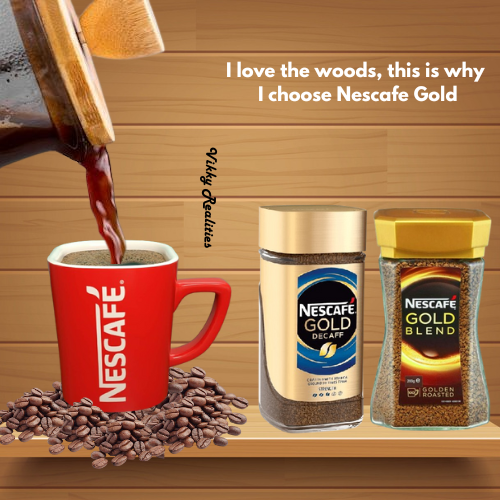 I love the woods, this is why
I choose Nescafe Gold
Vikky Realities
NESCAFÉ.
NESCAFÉ
GOLD
DECAFF
NESCAFÉ
GOLD
BLEND
GOLDEN
ROASTED